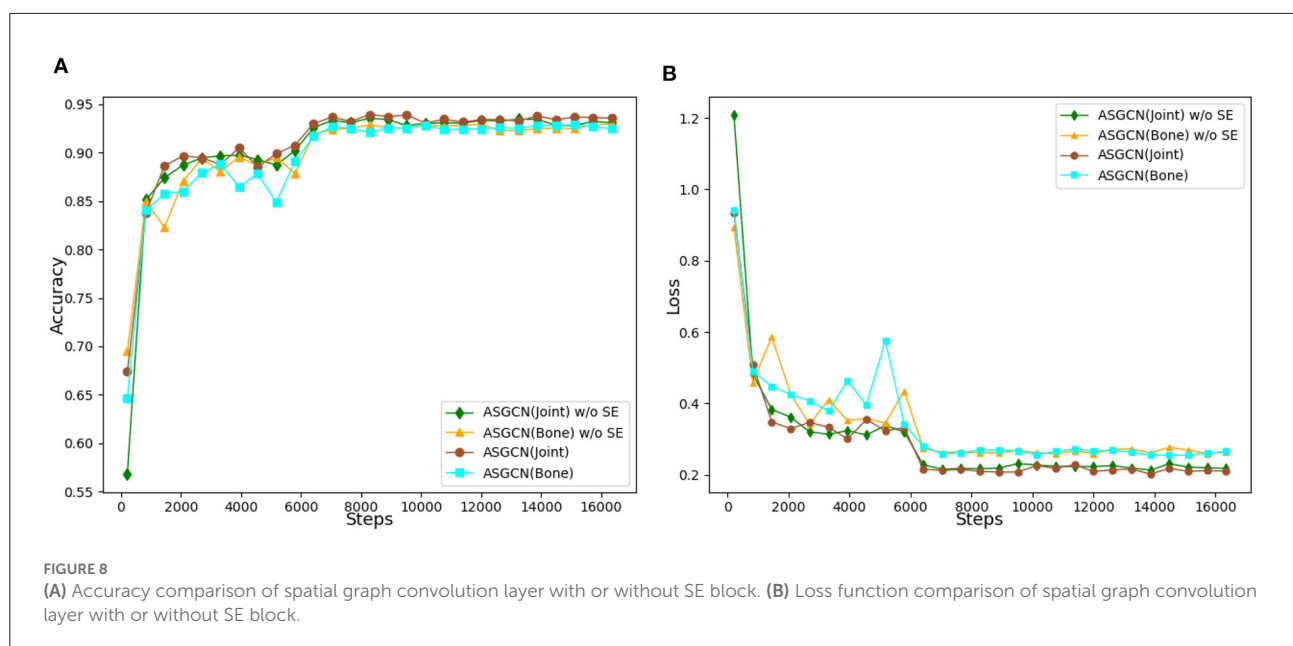 A
0.95
0.90
0.85
0.80
0.75
0.70
0.65
0.60
0.55
Accuracy
0 2000 4000 6000 8000 10000 12000 14000 16000
Steps
ASGCN(Joint) w/o SE
ASGCN(Bone) w/o SE
ASGCN(Joint)
ASGCN(Bone)
B
1.2
1.0
0.8
0.6
0.4
0.2
Loss
0 2000 4000 6000 8000 10000 12000 14000 16000
Steps
ASGCN(Joint) w/o SE
ASGCN(Bone) w/o SE
ASGCN(Joint)
ASGCN(Bone)
FIGURE 8
(A) Accuracy comparison of spatial graph convolution layer with or without SE block. (B) Loss function comparison of spatial graph convolution
layer with or without SE block.